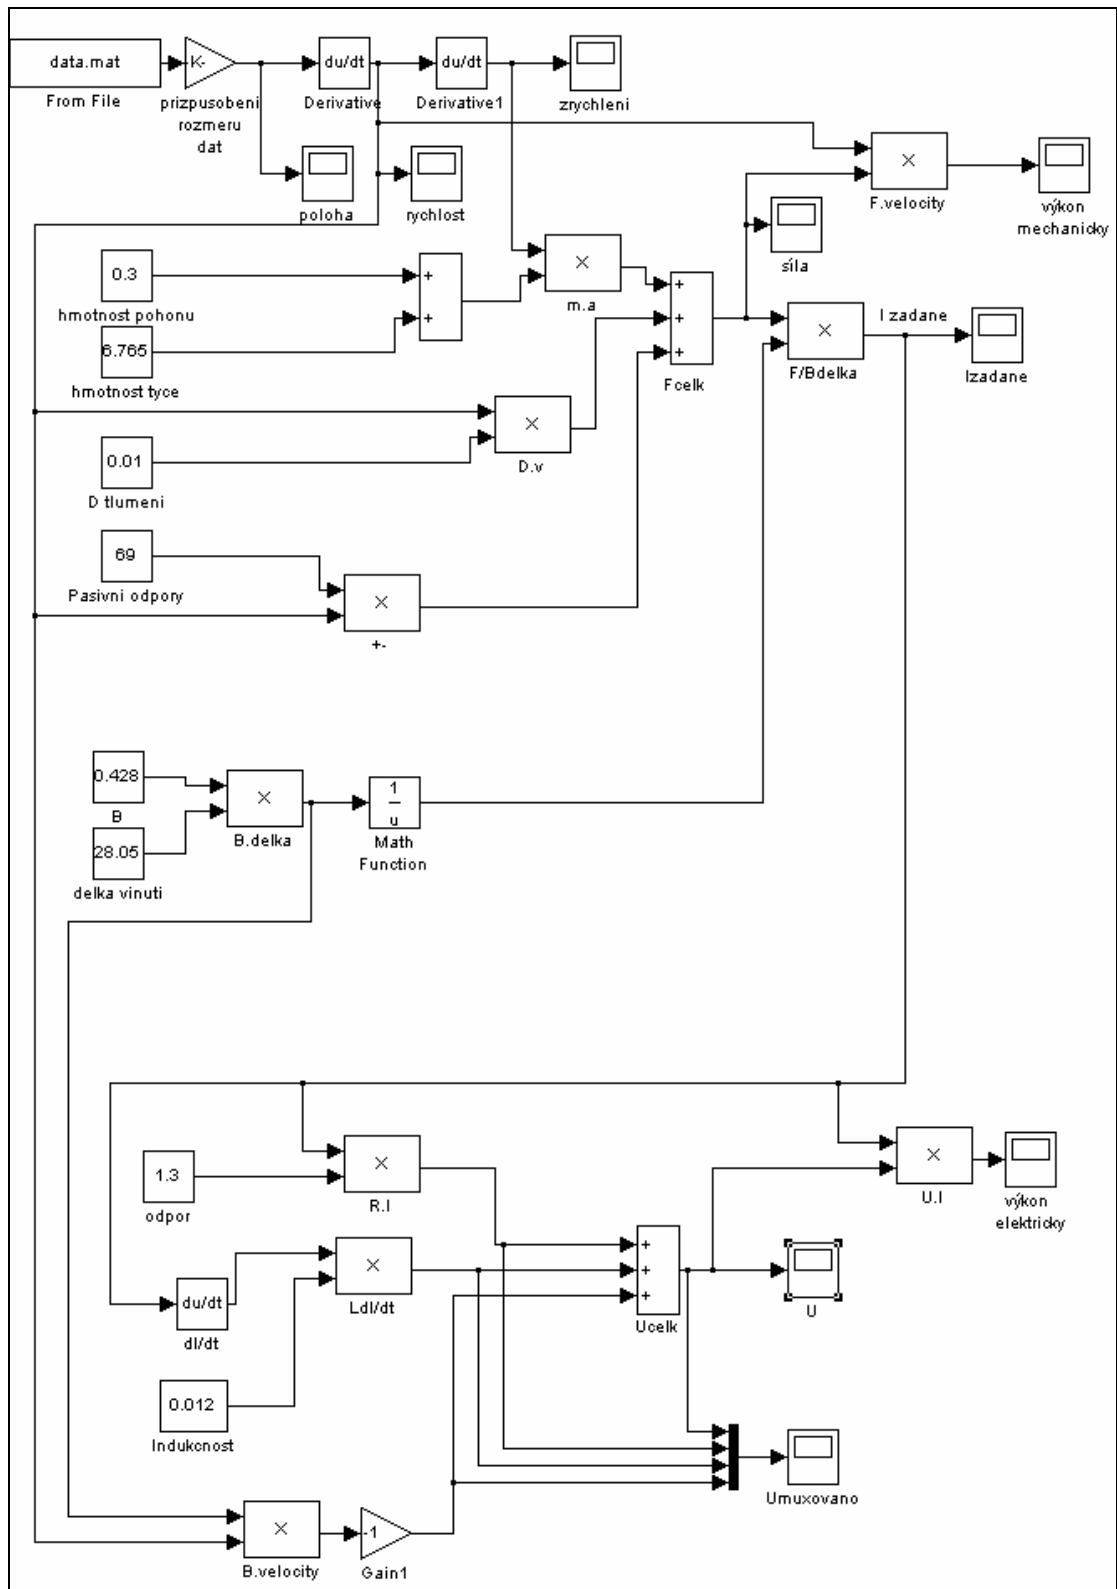 data.mat
From File
K-
prizpusobeni
rozmeru
dat
du/dt
Derivative
du/dt
Derivative1
zrychleni
poloha
rychlost
×
F.velocity
výkon
mechanicky
síla
0.3
hmotnost pohonu
6.765
hmotnost tyce
+
+
×
m.a
+
+
+
Fcelk
×
F/Bdelka
I zadane
Izadane
×
D.v
0.01
D tlumeni
69
Pasivni odpory
×
+-
0.428
B
28.05
delka vinuti
×
B.delka
1
u
Math
Function
1.3
odpor
×
R.I
×
U.I
výkon
elektricky
du/dt
dI/dt
×
LdI/dt
+
+
+
Ucelk
U
0.012
Indukcnost
Umuxovano
×
B.velocity
-1
Gain1